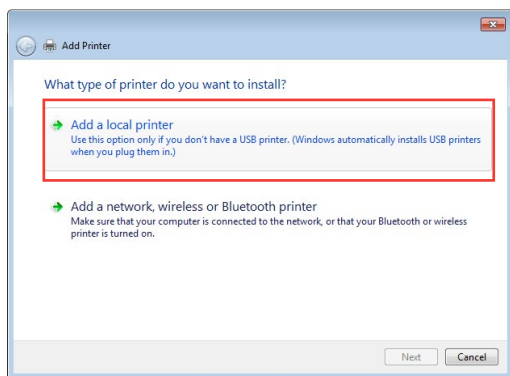 Add Printer
What type of printer do you want to install?
Add a local printer
Use this option only if you don't have a USB printer. (Windows automatically installs USB printers
when you plug them in.)
Add a network, wireless or Bluetooth printer
Make sure that your computer is connected to the network, or that your Bluetooth or wireless
printer is turned on.
Next
Cancel